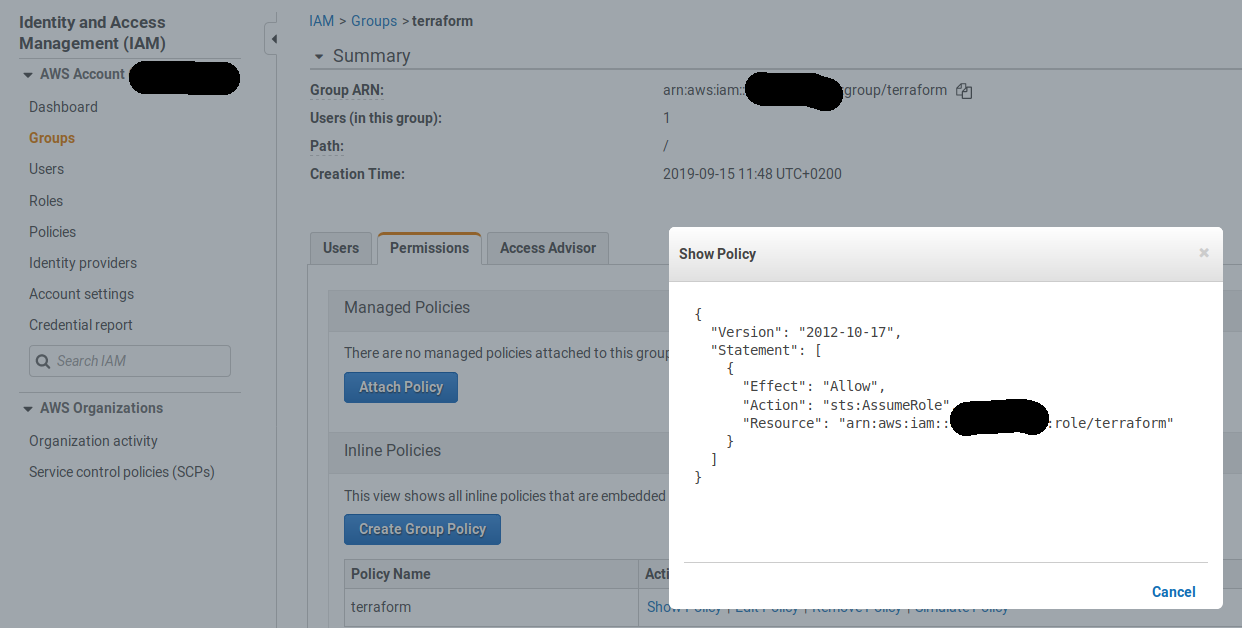 Identity and Access
Management (IAM)
AWS Account
Dashboard
Groups
Users
Roles
Policies
Identity providers
Account settings
Credential report
Search IAM
AWS Organizations
Organization activity
Service control policies (SCPs)
IAM > Groups > terraform
Summary
Group ARN: arn:aws:iam:: :group/terraform
Users (in this group): 1
Path: /
Creation Time: 2019-09-15 11:48 UTC+0200
Users Permissions Access Advisor
Managed Policies
There are no managed policies attached to this group
Attach Policy
Inline Policies
This view shows all inline policies that are embedded
Create Group Policy
Policy Name Acti
terraform Show Policy | Edit Policy | Remove Policy | Simulate Policy
Show Policy ×
{
"Version": "2012-10-17",
"Statement": [
{
"Effect": "Allow",
"Action": "sts:AssumeRole"
"Resource": "arn:aws:iam:: :role/terraform"
}
]
}
Cancel